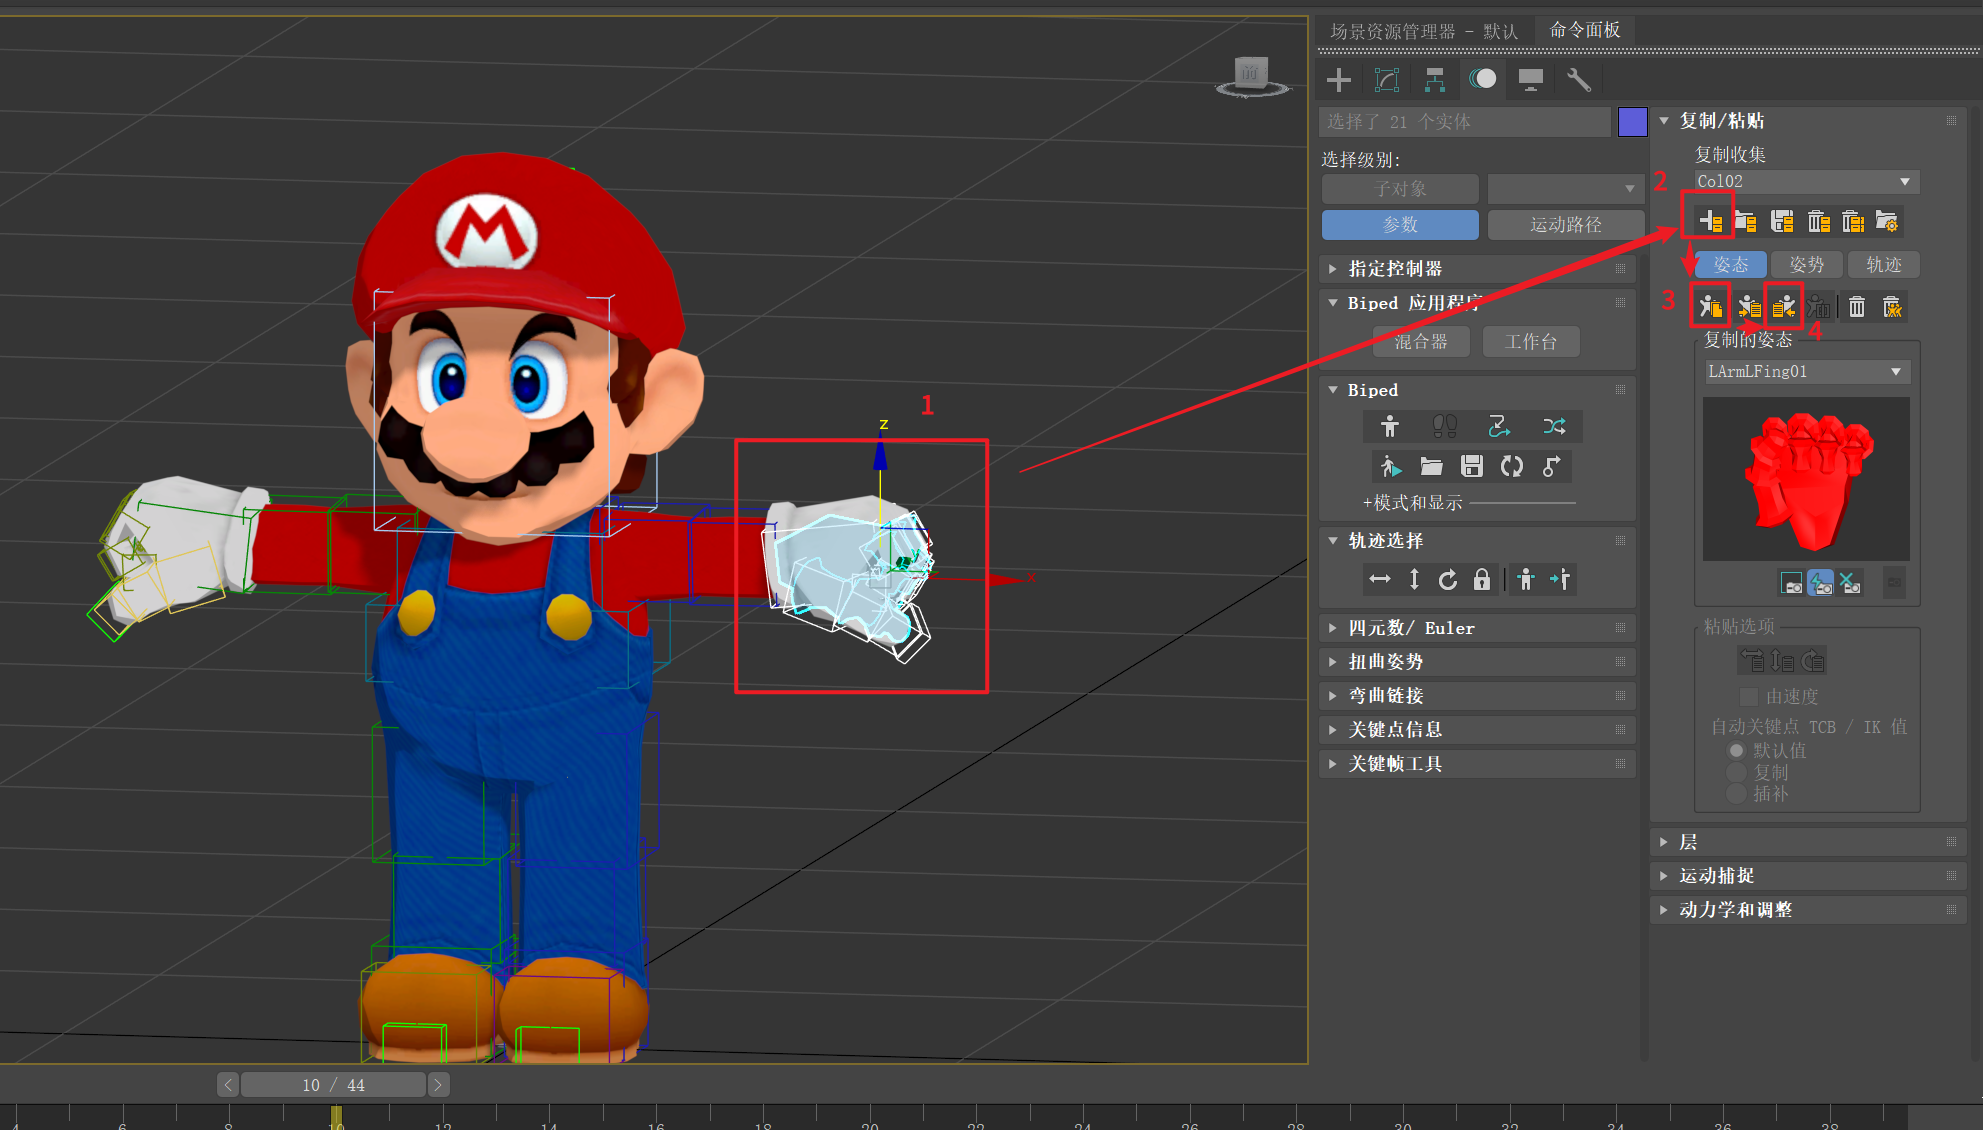 场景资源管理器 - 默认
命令面板
选择了 21 个实体
选择级别:
子对象
参数
运动路径
指定控制器
Biped 应用程序
混合器
工作台
Biped
+模式和显示
轨迹选择
四元数/ Euler
扭曲姿势
弯曲链接
关键点信息
关键帧工具
复制/粘贴
复制收集
Col02
2
姿态
姿势
轨迹
3
4
复制的姿态
LArmLFing01
粘贴选项
由速度
自动关键点 TCB / IK 值
默认值
复制
插补
层
运动捕捉
动力学和调整
前
M
1
z
x
10 / 44
4
6
8
10
12
14
16
18
20
22
24
26
28
30
32
34
36
38